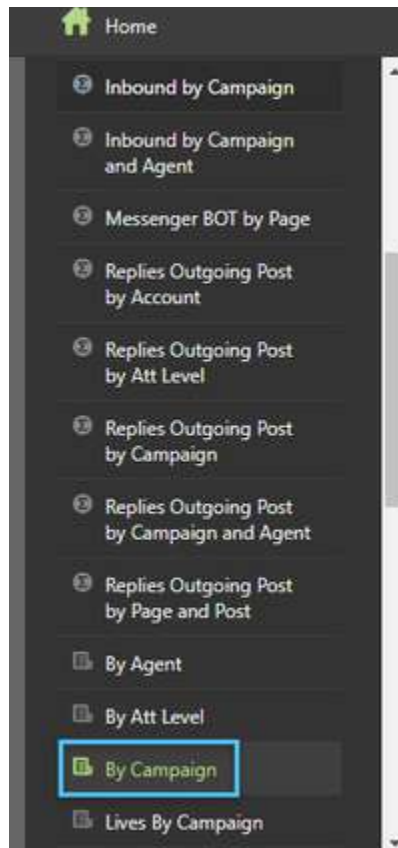 Home
Inbound by Campaign
Inbound by Campaign
and Agent
Messenger BOT by Page
Replies Outgoing Post
by Account
Replies Outgoing Post
by Att Level
Replies Outgoing Post
by Campaign
Replies Outgoing Post
by Campaign and Agent
Replies Outgoing Post
by Page and Post
By Agent
By Att Level
By Campaign
Lives By Campaign